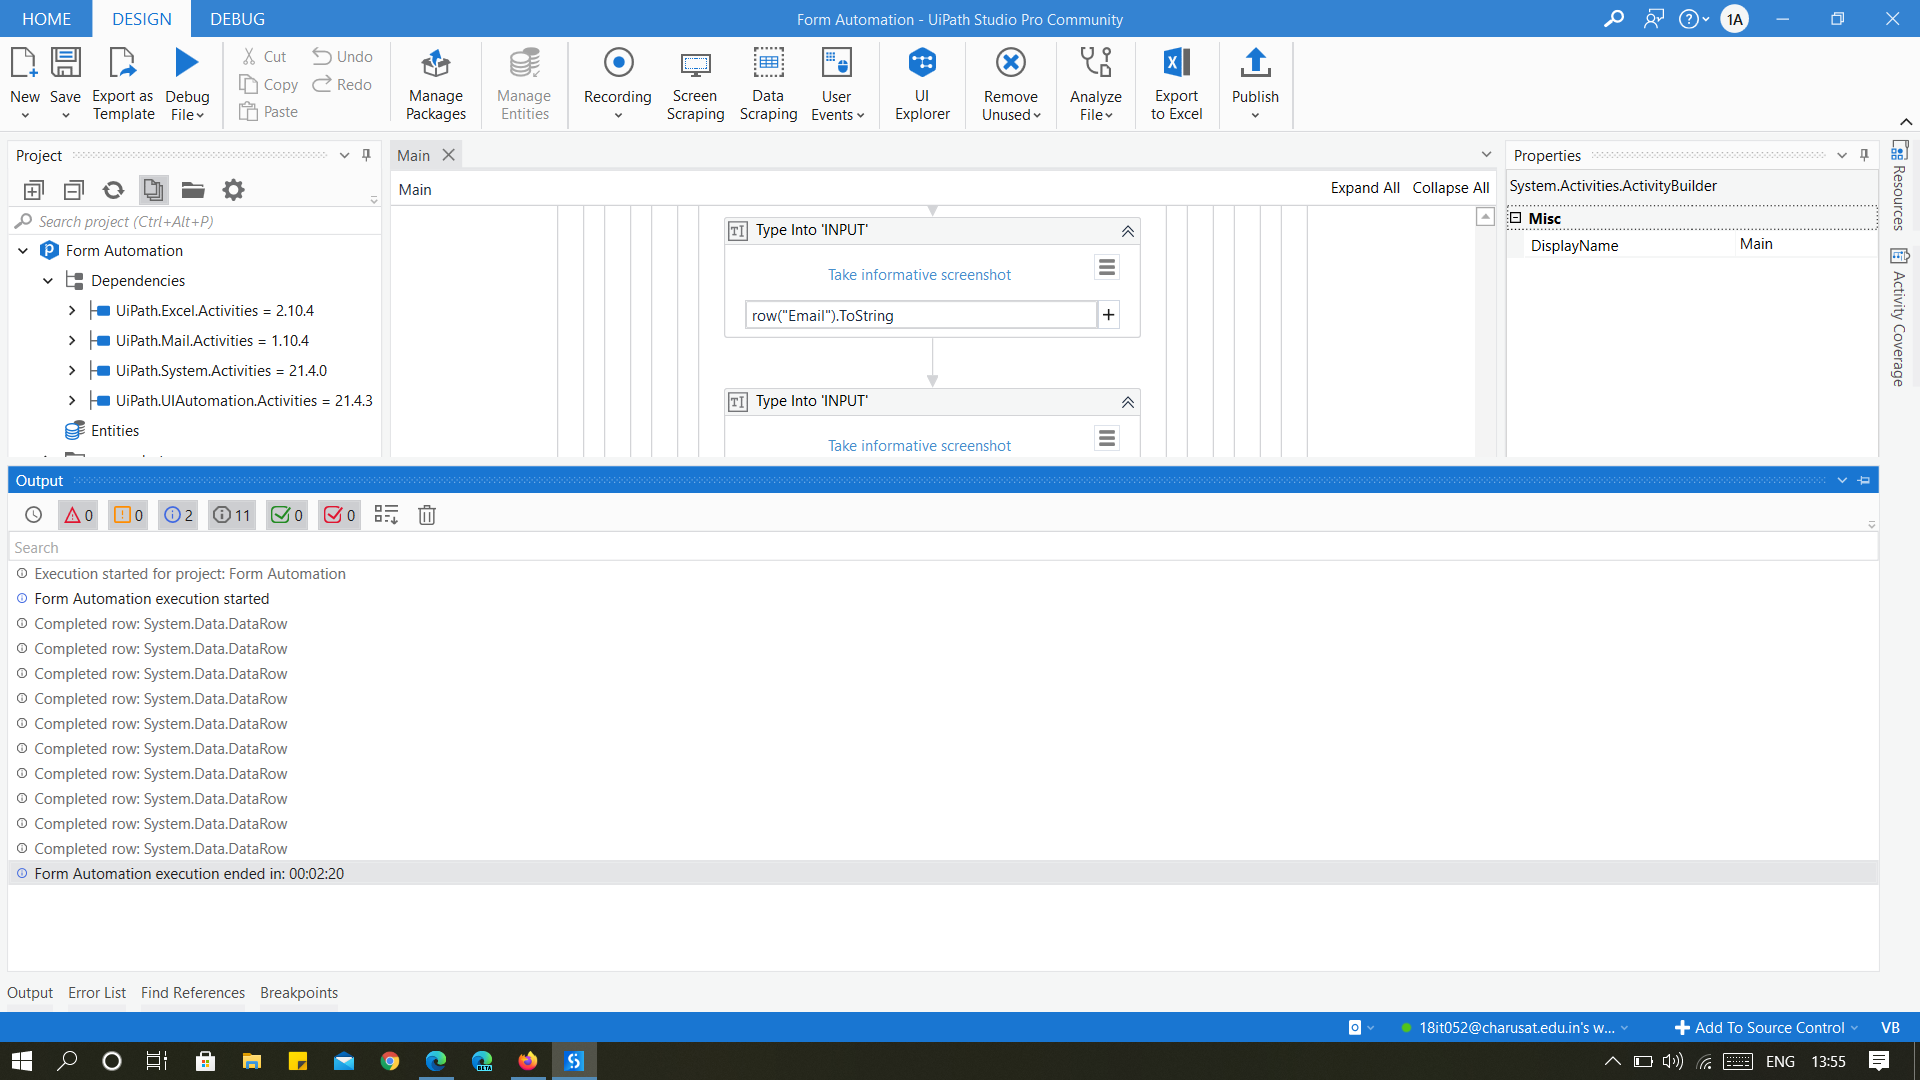 HOME DESIGN DEBUG
Form Automation - UiPath Studio Pro Community
1A
New
Save
Export as Template
Debug File
Cut
Copy
Paste
Undo
Redo
Manage Packages
Manage Entities
Recording
Screen Scraping
Data Scraping
User Events
UI Explorer
Remove Unused
Analyze File
Export to Excel
Publish
Project
Search project (Ctrl+Alt+P)
Form Automation
Dependencies
UiPath.Excel.Activities = 2.10.4
UiPath.Mail.Activities = 1.10.4
UiPath.System.Activities = 21.4.0
UiPath.UIAutomation.Activities = 21.4.3
Entities
Main
Main
Expand All Collapse All
Type Into 'INPUT'
Take informative screenshot
row("Email").ToString
Type Into 'INPUT'
Take informative screenshot
Properties
System.Activities.ActivityBuilder
Misc
DisplayName Main
Resources
Activity Coverage
Output
0 0 2 11 0 0
Search
Execution started for project: Form Automation
Form Automation execution started
Completed row: System.Data.DataRow
Completed row: System.Data.DataRow
Completed row: System.Data.DataRow
Completed row: System.Data.DataRow
Completed row: System.Data.DataRow
Completed row: System.Data.DataRow
Completed row: System.Data.DataRow
Completed row: System.Data.DataRow
Completed row: System.Data.DataRow
Completed row: System.Data.DataRow
Form Automation execution ended in: 00:02:20
Output Error List Find References Breakpoints
18it052@charusat.edu.in's w... Add To Source Control VB
ENG 13:55